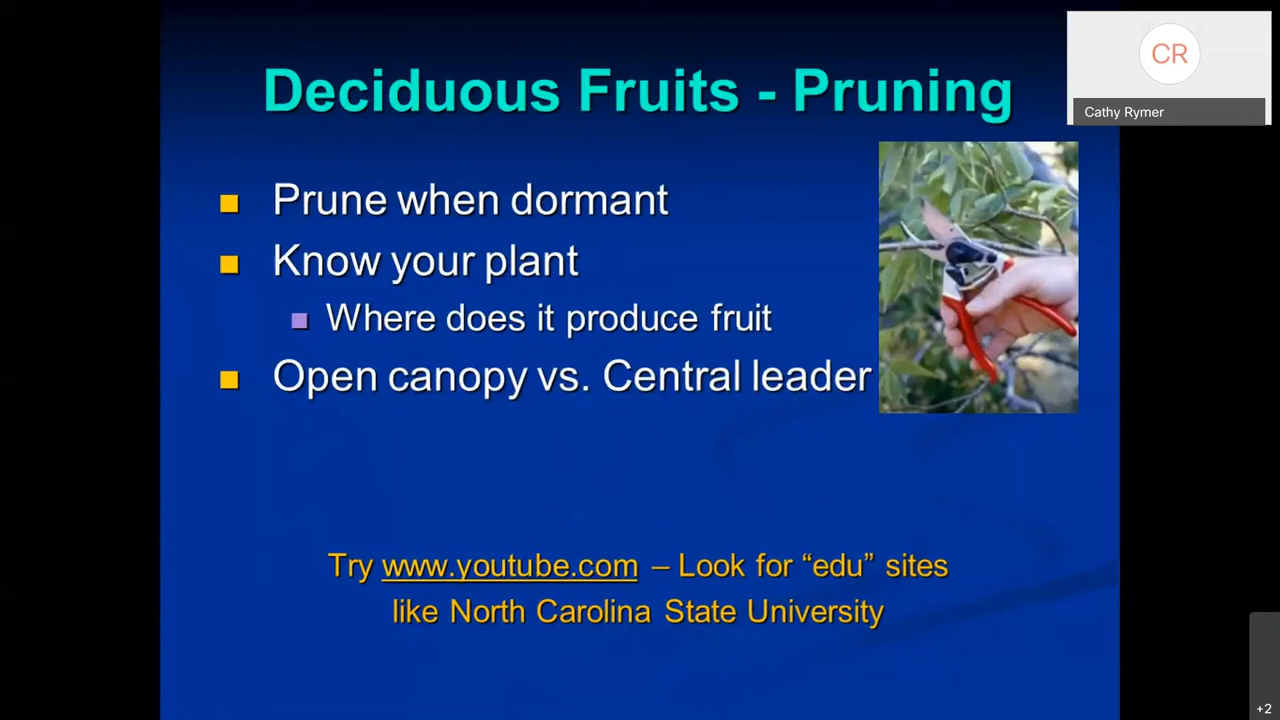 Deciduous Fruits - Pruning
CR
Cathy Rymer
Prune when dormant
Know your plant
Where does it produce fruit
Open canopy vs. Central leader
Try www.youtube.com – Look for “edu” sites
like North Carolina State University
+2